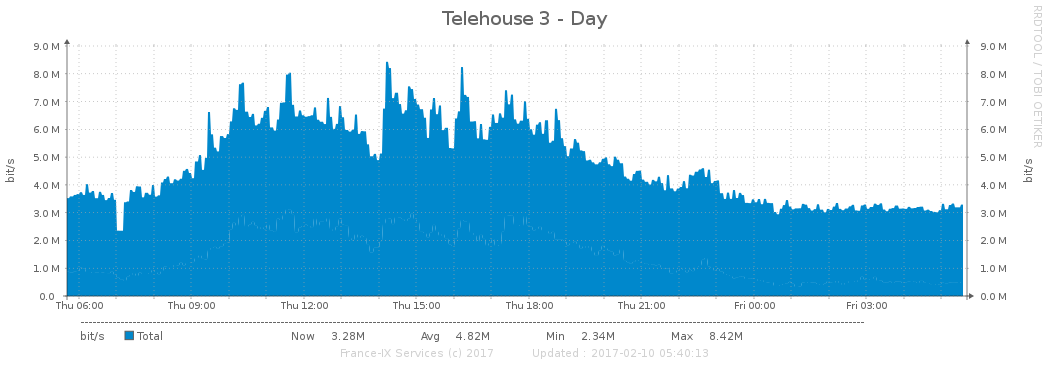 Telehouse 3 - Day
RRDTOOL / TOBI OETIKER
bit/s
9.0 M
8.0 M
7.0 M
6.0 M
5.0 M
4.0 M
3.0 M
2.0 M
1.0 M
0.0
9.0 M
8.0 M
7.0 M
6.0 M
5.0 M
4.0 M
3.0 M
2.0 M
1.0 M
0.0 M
bit/s
Thu 06:00 Thu 09:00 Thu 12:00 Thu 15:00 Thu 18:00 Thu 21:00 Fri 00:00 Fri 03:00
bit/s Total Now 3.28M Avg 4.82M Min 2.34M Max 8.42M
France-IX Services (c) 2017 Updated : 2017-02-10 05:40:13